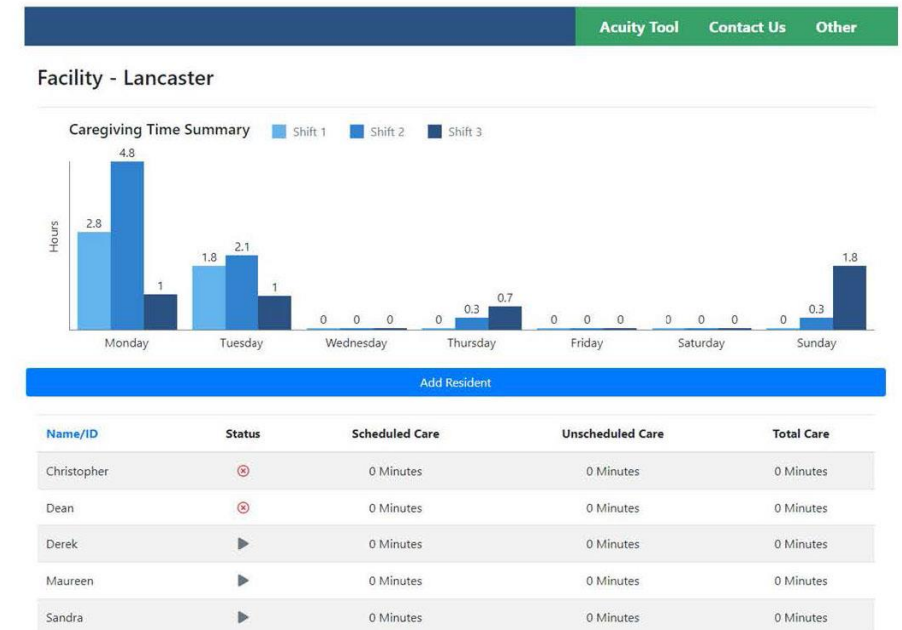 Acuity Tool Contact Us Other
Facility - Lancaster
Caregiving Time Summary Shift 1 Shift 2 Shift 3
Hours
2.8 4.8 1
1.8 2.1 1
0 0 0
0 0.3 0.7
0 0 0
0 0 0
0 0.3 1.8
Monday Tuesday Wednesday Thursday Friday Saturday Sunday
Add Resident
Name/ID Status Scheduled Care Unscheduled Care Total Care
Christopher 0 Minutes 0 Minutes 0 Minutes
Dean 0 Minutes 0 Minutes 0 Minutes
Derek 0 Minutes 0 Minutes 0 Minutes
Maureen 0 Minutes 0 Minutes 0 Minutes
Sandra 0 Minutes 0 Minutes 0 Minutes